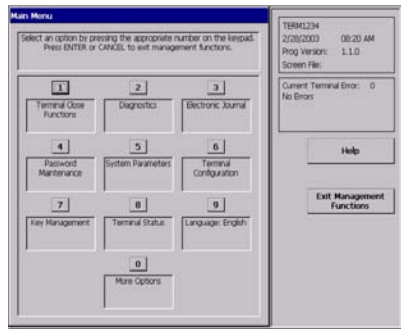 Main Menu
Select an option by pressing the appropriate number on the keypad.
Press ENTER or CANCEL to exit management functions.
1
Terminal Close
Functions
2
Diagnostics
3
Electronic Journal
4
Password
Maintenance
5
System Parameters
6
Terminal
Configuration
7
Key Management
8
Terminal Status
9
Language: English
0
More Options
TERM1234
2/28/2003 08:20 AM
Prog Version: 1.1.0
Screen File:
Current Terminal Error: 0
No Errors
Help
Exit Management
Functions